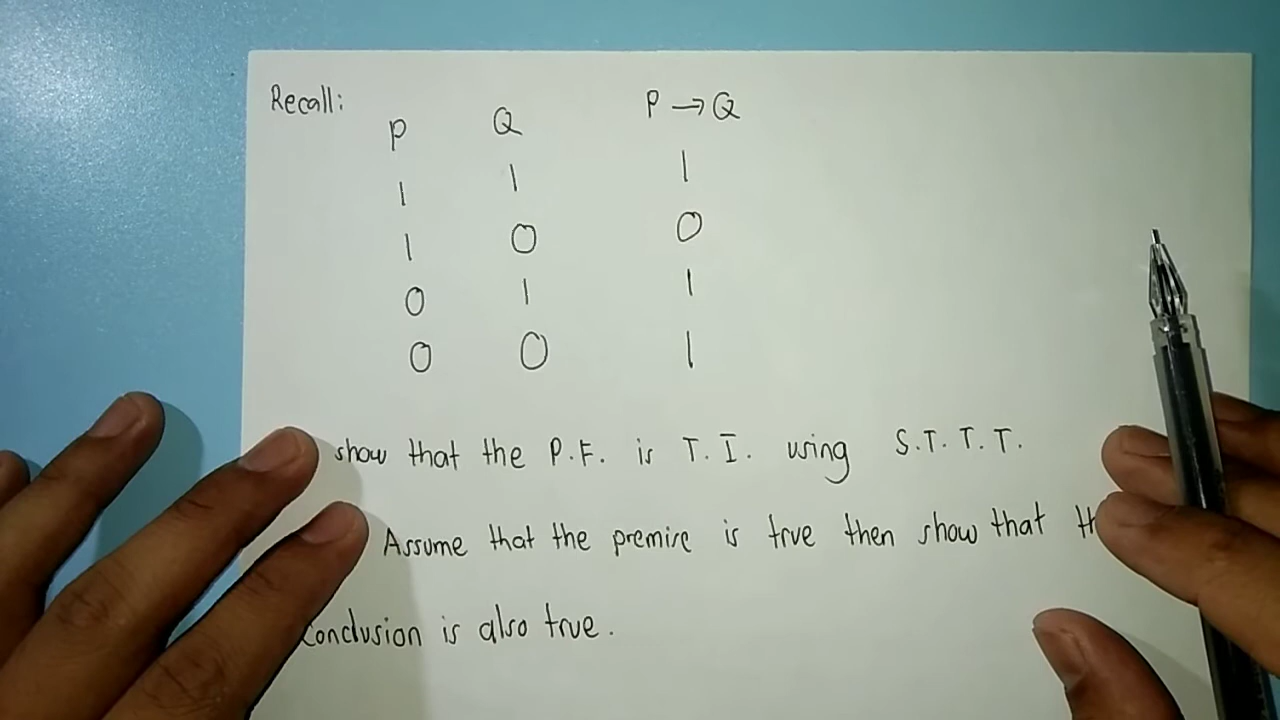 Recall:
P Q P → Q
1 1 1
1 0 0
0 1 1
0 0 1
show that the P.F. is T.I. using S.T.T.T.
Assume that the premise is true then show that
conclusion is also true.